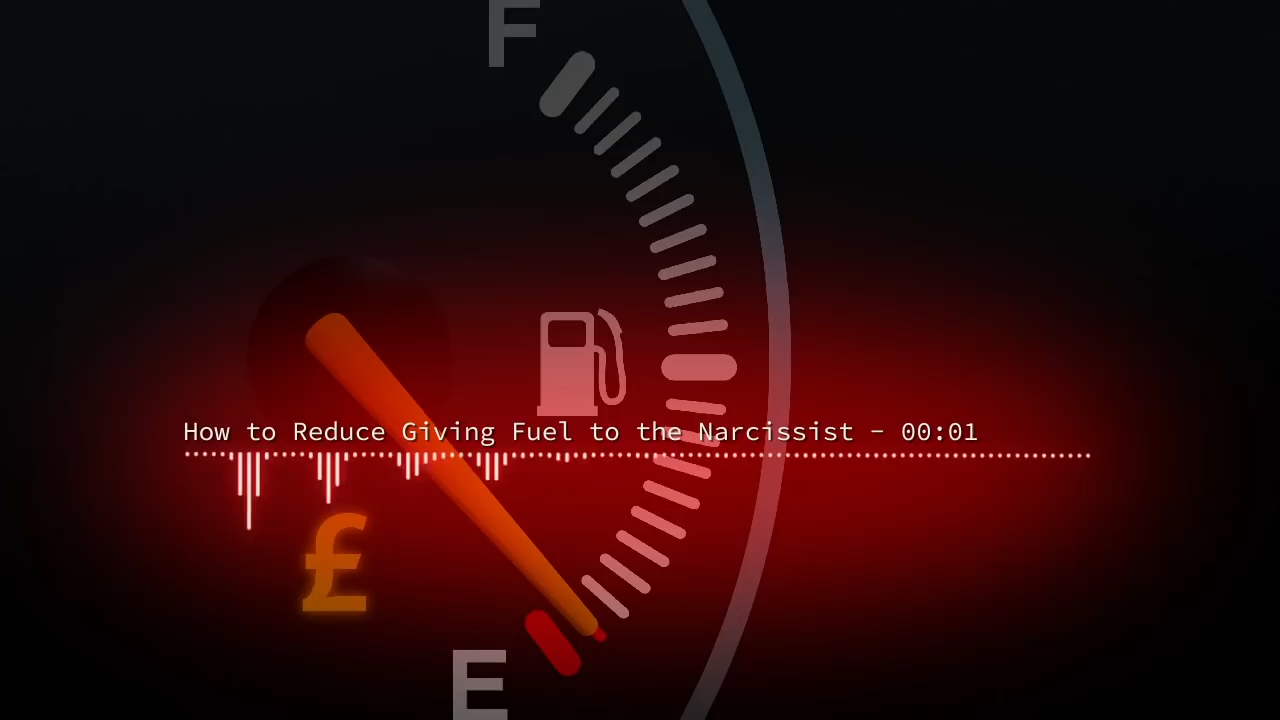 F
How to Reduce Giving Fuel to the Narcissist - 00:01
£
E